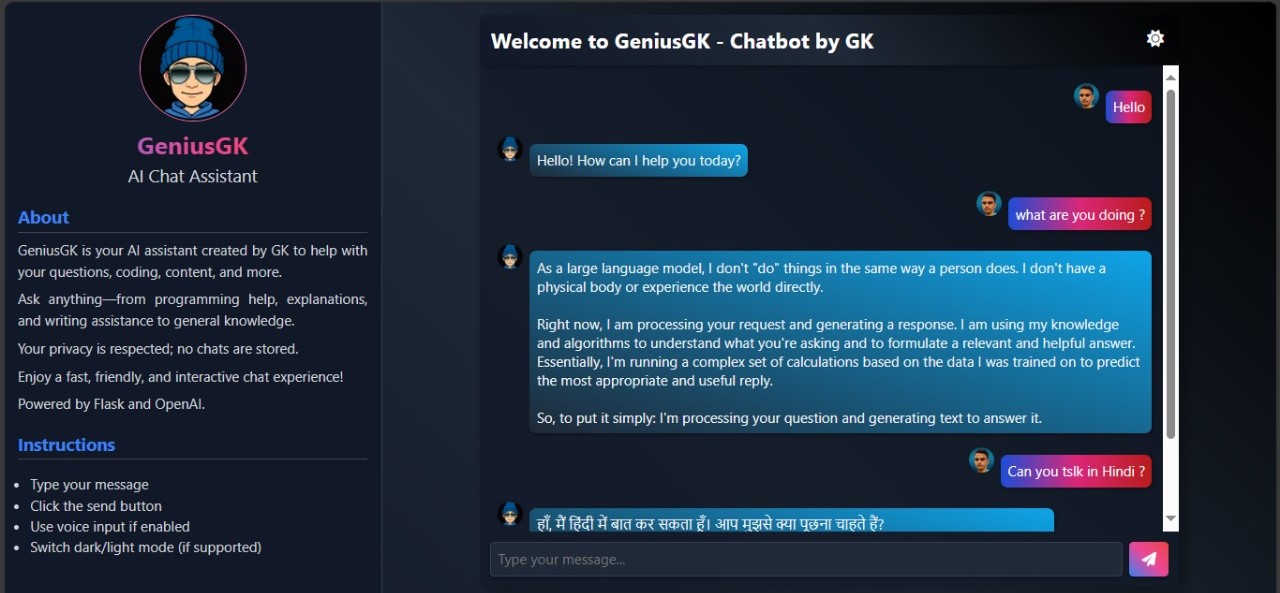 GeniusGK
AI Chat Assistant
About
GeniusGK is your AI assistant created by GK to help with
your questions, coding, content, and more.
Ask anything—from programming help, explanations,
and writing assistance to general knowledge.
Your privacy is respected; no chats are stored.
Enjoy a fast, friendly, and interactive chat experience!
Powered by Flask and OpenAI.
Instructions
Type your message
Click the send button
Use voice input if enabled
Switch dark/light mode (if supported)
Welcome to GeniusGK - Chatbot by GK
Hello
Hello! How can I help you today?
what are you doing ?
As a large language model, I don't "do" things in the same way a person does. I don't have a
physical body or experience the world directly.
Right now, I am processing your request and generating a response. I am using my knowledge
and algorithms to understand what you're asking and to formulate a relevant and helpful answer.
Essentially, I'm running a complex set of calculations based on the data I was trained on to predict
the most appropriate and useful reply.
So, to put it simply: I'm processing your question and generating text to answer it.
Can you tslk in Hindi ?
हाँ, मैं हिंदी में बात कर सकता हूँ। आप मुझसे क्या पूछना चाहते हैं?
Type your message...